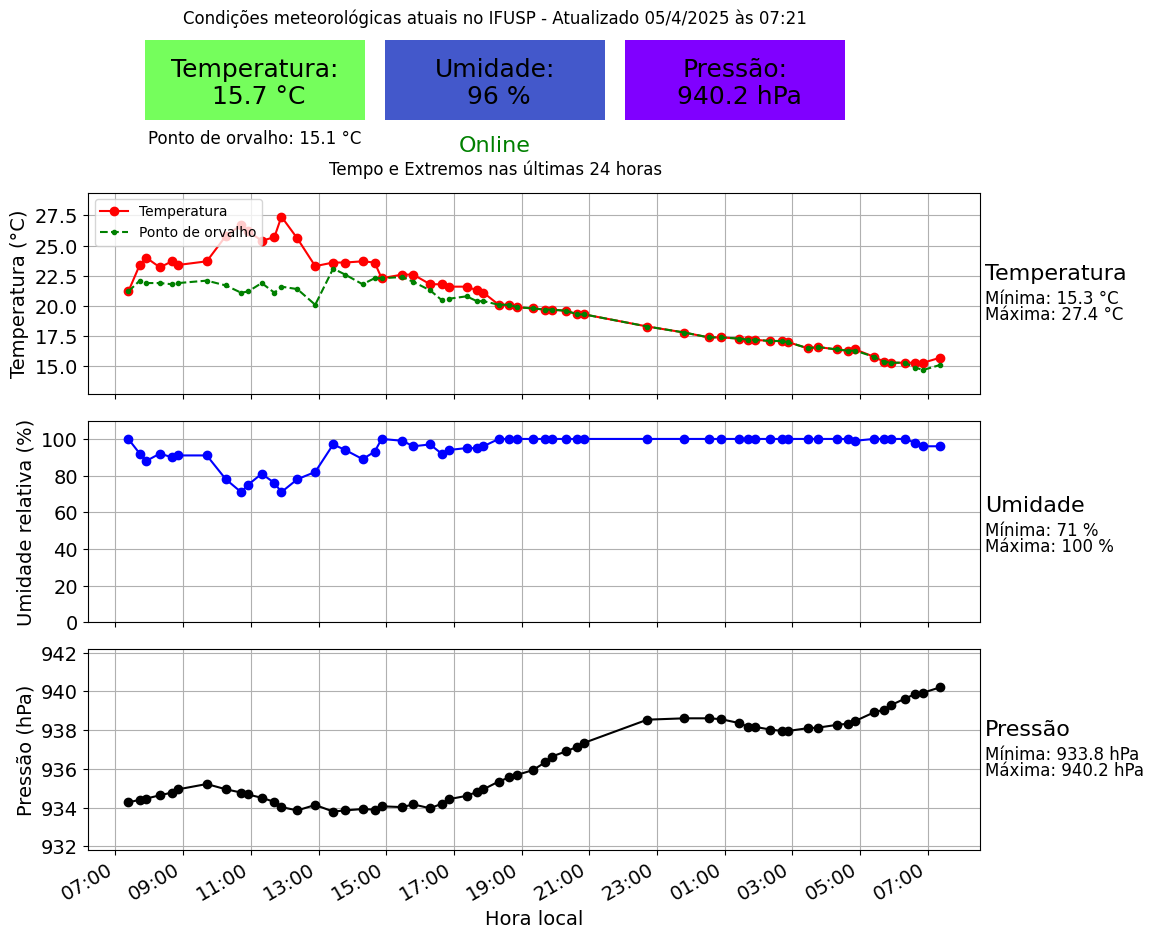 Condições meteorológicas atuais no IFUSP - Atualizado 05/4/2025 às 07:21
Temperatura:
15.7 °C
Umidade:
96 %
Pressão:
940.2 hPa
Ponto de orvalho: 15.1 °C
Online
Tempo e Extremos nas últimas 24 horas
Temperatura (°C)
27.5
25.0
22.5
20.0
17.5
15.0
Temperatura
Ponto de orvalho
Temperatura
Mínima: 15.3 °C
Máxima: 27.4 °C
Umidade relativa (%)
100
80
60
40
20
0
Umidade
Mínima: 71 %
Máxima: 100 %
Pressão (hPa)
942
940
938
936
934
932
Pressão
Mínima: 933.8 hPa
Máxima: 940.2 hPa
07:00
09:00
11:00
13:00
15:00
17:00
19:00
21:00
23:00
01:00
03:00
05:00
07:00
Hora local